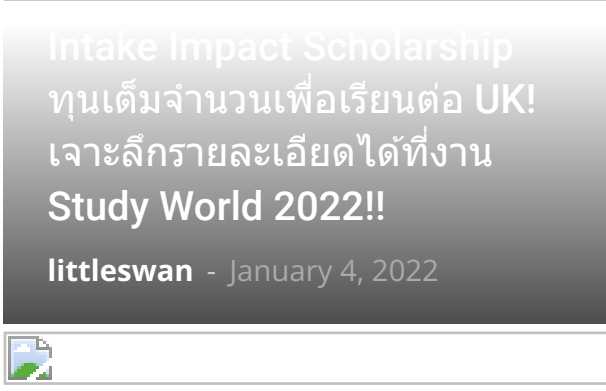 Intake Impact Scholarship
ทุนเต็มจำนวนเพื่อเรียนต่อ UK!
เจาะลึกรายละเอียดได้ที่งาน
Study World 2022!!
littleswan - January 4, 2022